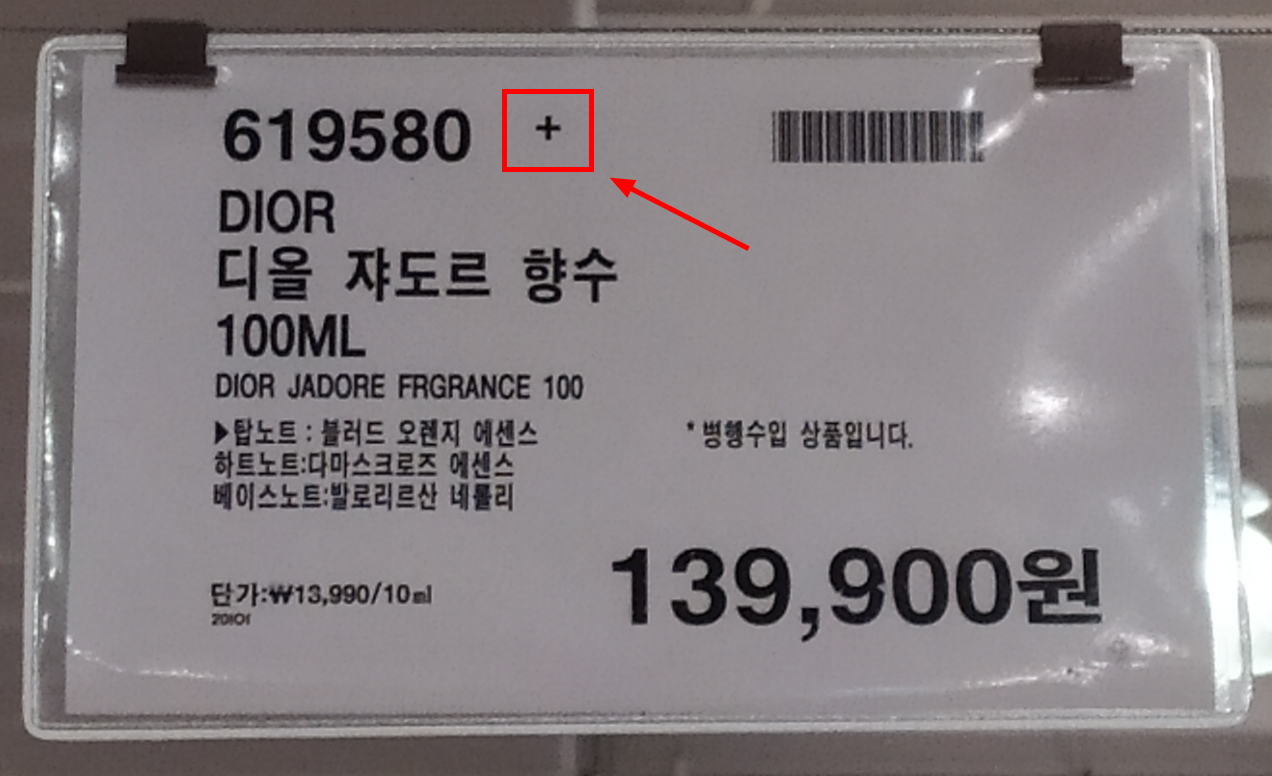 619580 +
DIOR
디올 쟈도르 향수
100ML
DIOR JADORE FRGRANCE 100
▶탑노트 : 블러드 오렌지 에센스
하트노트:다마스크로즈 에센스
베이스노트:발로리르산 네롤리
* 병행수입 상품입니다.
139,900원
단가:₩13,990/10㎖